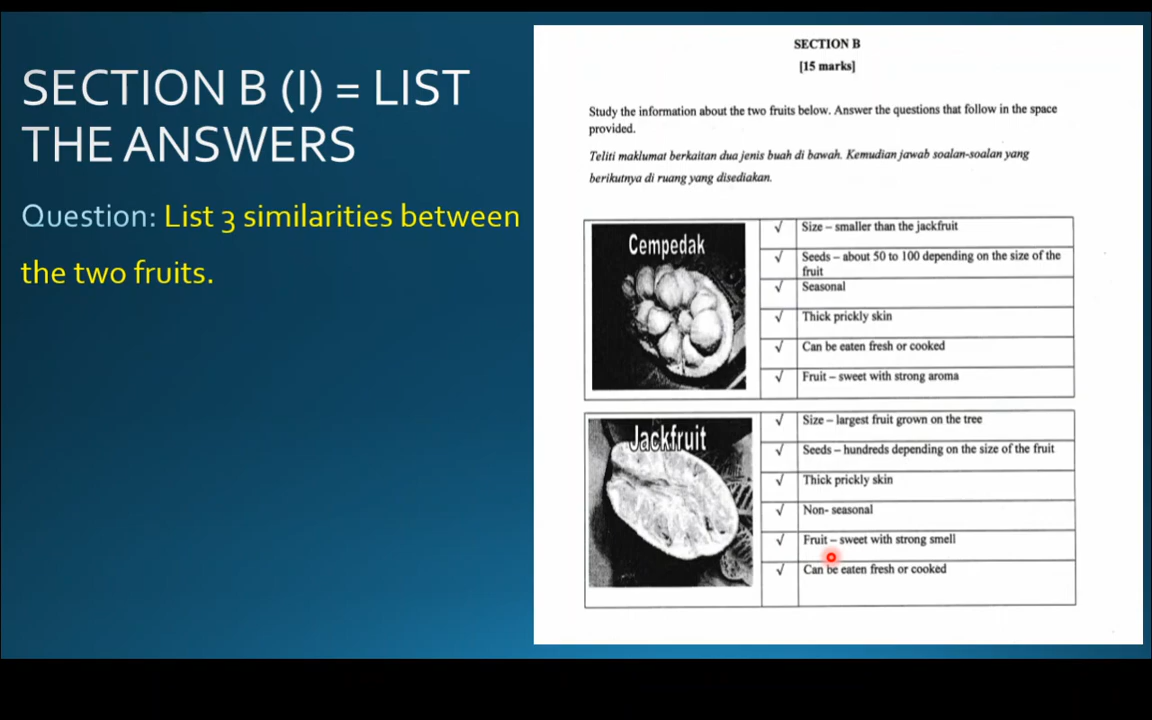 SECTION B (I) = LIST
THE ANSWERS
Question: List 3 similarities between
the two fruits.
SECTION B
[15 marks]
Study the information about the two fruits below. Answer the questions that follow in the space
provided.
Teliti maklumat berkaitan dua jenis buah di bawah. Kemudian jawab soalan-soalan yang
berikutnya di ruang yang disediakan.
Cempedak
√ Size – smaller than the jackfruit
√ Seeds – about 50 to 100 depending on the size of the
fruit
√ Seasonal
√ Thick prickly skin
√ Can be eaten fresh or cooked
√ Fruit – sweet with strong aroma
Jackfruit
√ Size – largest fruit grown on the tree
√ Seeds – hundreds depending on the size of the fruit
√ Thick prickly skin
√ Non- seasonal
√ Fruit – sweet with strong smell
√ Can be eaten fresh or cooked